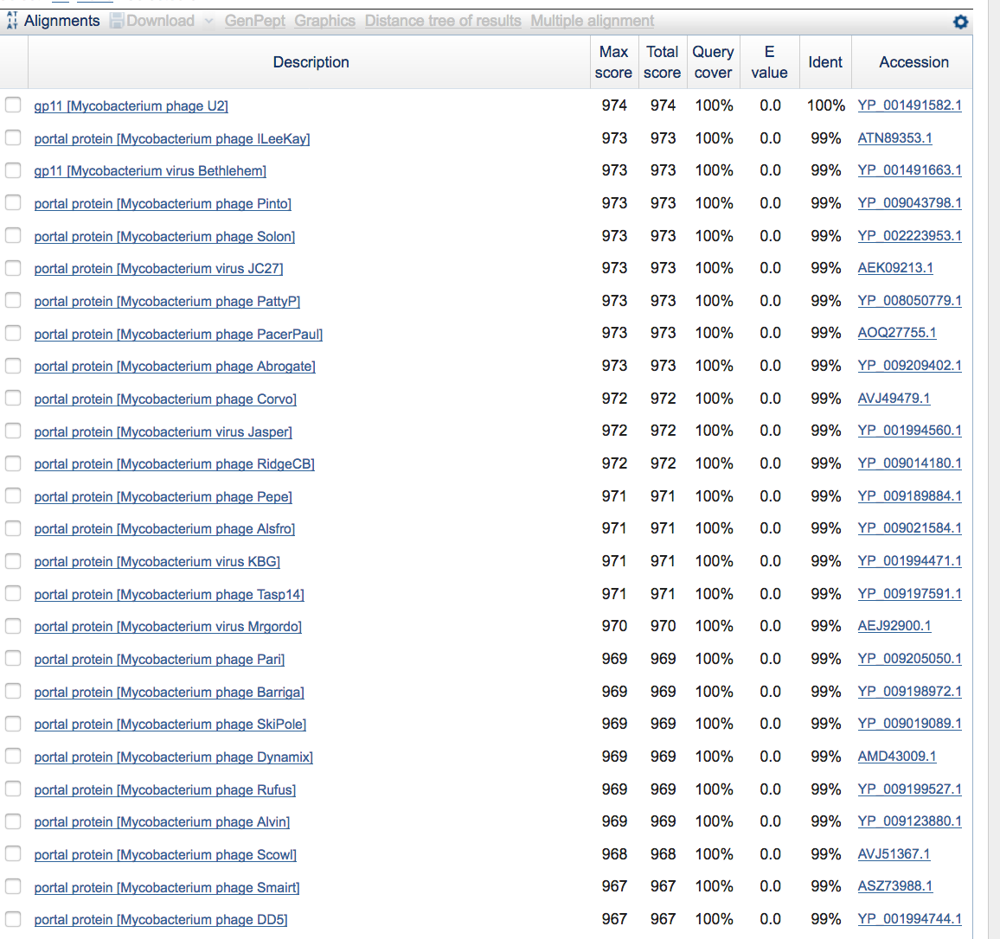 Alignments Download GenPept Graphics Distance tree of results Multiple alignment
Description Max score Total score Query cover E value Ident Accession
gp11 [Mycobacterium phage U2] 974 974 100% 0.0 100% YP_001491582.1
portal protein [Mycobacterium phage ILeeKay] 973 973 100% 0.0 99% ATN89353.1
gp11 [Mycobacterium virus Bethlehem] 973 973 100% 0.0 99% YP_001491663.1
portal protein [Mycobacterium phage Pinto] 973 973 100% 0.0 99% YP_009043798.1
portal protein [Mycobacterium phage Solon] 973 973 100% 0.0 99% YP_002223953.1
portal protein [Mycobacterium virus JC27] 973 973 100% 0.0 99% AEK09213.1
portal protein [Mycobacterium phage PattyP] 973 973 100% 0.0 99% YP_008050779.1
portal protein [Mycobacterium phage PacerPaul] 973 973 100% 0.0 99% AOQ27755.1
portal protein [Mycobacterium phage Abrogate] 973 973 100% 0.0 99% YP_009209402.1
portal protein [Mycobacterium phage Corvo] 972 972 100% 0.0 99% AVJ49479.1
portal protein [Mycobacterium virus Jasper] 972 972 100% 0.0 99% YP_001994560.1
portal protein [Mycobacterium phage RidgeCB] 972 972 100% 0.0 99% YP_009014180.1
portal protein [Mycobacterium phage Pepe] 971 971 100% 0.0 99% YP_009189884.1
portal protein [Mycobacterium phage Alsfro] 971 971 100% 0.0 99% YP_009021584.1
portal protein [Mycobacterium virus KBG] 971 971 100% 0.0 99% YP_001994471.1
portal protein [Mycobacterium phage Tasp14] 971 971 100% 0.0 99% YP_009197591.1
portal protein [Mycobacterium virus Mrgordo] 970 970 100% 0.0 99% AEJ92900.1
portal protein [Mycobacterium phage Pari] 969 969 100% 0.0 99% YP_009205050.1
portal protein [Mycobacterium phage Barriga] 969 969 100% 0.0 99% YP_009198972.1
portal protein [Mycobacterium phage SkiPole] 969 969 100% 0.0 99% YP_009019089.1
portal protein [Mycobacterium phage Dynamix] 969 969 100% 0.0 99% AMD43009.1
portal protein [Mycobacterium phage Rufus] 969 969 100% 0.0 99% YP_009199527.1
portal protein [Mycobacterium phage Alvin] 969 969 100% 0.0 99% YP_009123880.1
portal protein [Mycobacterium phage Scowl] 968 968 100% 0.0 99% AVJ51367.1
portal protein [Mycobacterium phage Smairt] 967 967 100% 0.0 99% ASZ73988.1
portal protein [Mycobacterium phage DD5] 967 967 100% 0.0 99% YP_001994744.1